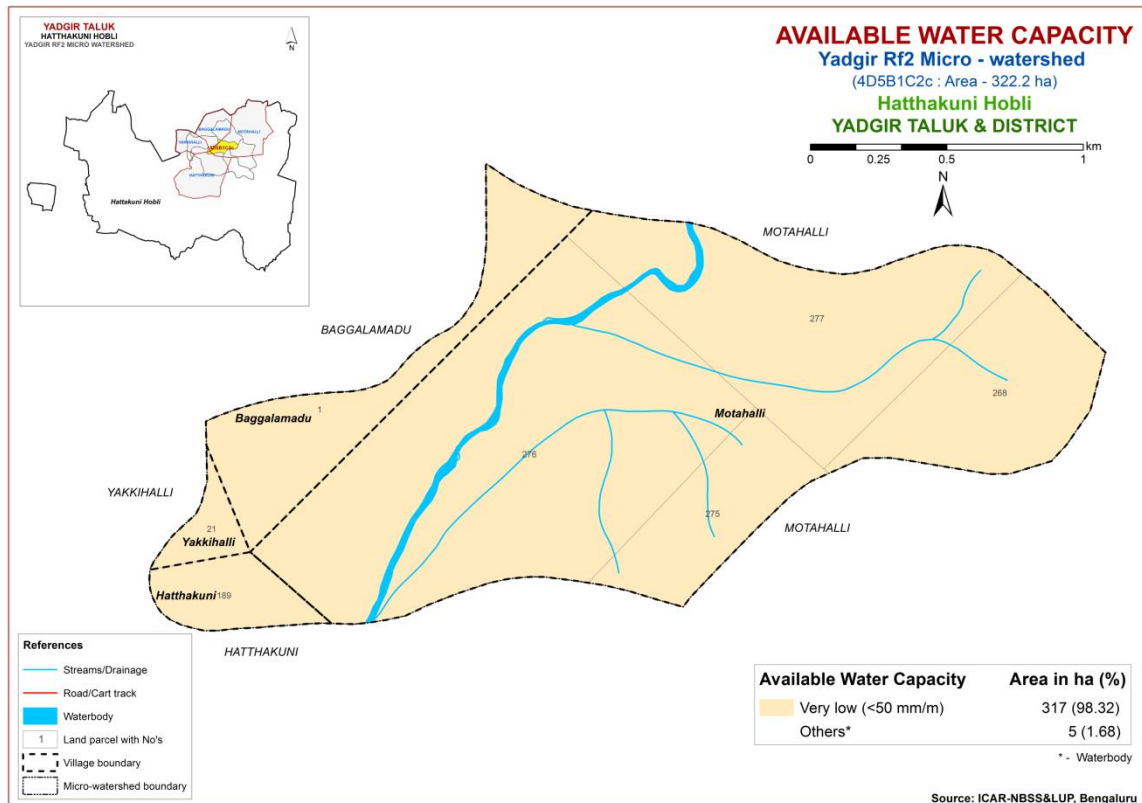 YADGIR TALUK
HATTHAKUNI HOBLI
YADGIR RF2 MICRO WATERSHED
N
BAGGALAMADU
MOTAHALLI
YAKKIHALLI
HATTHAKUNI
Hattakuni Hobli
AVAILABLE WATER CAPACITY
Yadgir Rf2 Micro - watershed
(4D5B1C2c : Area - 322.2 ha)
Hatthakuni Hobli
YADGIR TALUK & DISTRICT
km
0 0.25 0.5 1
N
MOTAHALLI
BAGGALAMADU
277
268
Baggalamadu 1
Motahalli
276
YAKKIHALLI
275
MOTAHALLI
21
Yakkihalli
Hatthakuni 189
HATTHAKUNI
References
Streams/Drainage
Road/Cart track
Waterbody
1 Land parcel with No's
Village boundary
Micro-watershed boundary
Available Water Capacity Area in ha (%)
Very low (<50 mm/m) 317 (98.32)
Others* 5 (1.68)
* - Waterbody
Source: ICAR-NBSS&LUP, Bengaluru